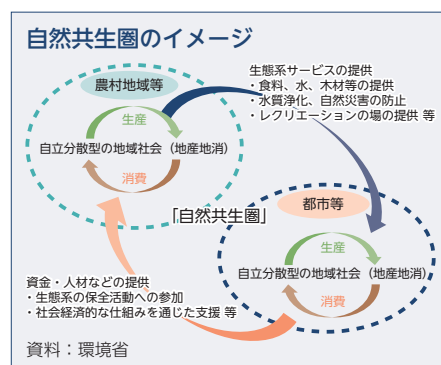 自然共生圏のイメージ
農村地域等
生産
自立分散型の地域社会（地産地消）
消費
生態系サービスの提供
・食料、水、木材等の提供
・水質浄化、自然災害の防止
・レクリエーションの場の提供 等
「自然共生圏」
都市等
生産
自立分散型の地域社会（地産地消）
消費
資金・人材などの提供
・生態系の保全活動への参加
・社会経済的な仕組みを通じた支援 等
資料：環境省